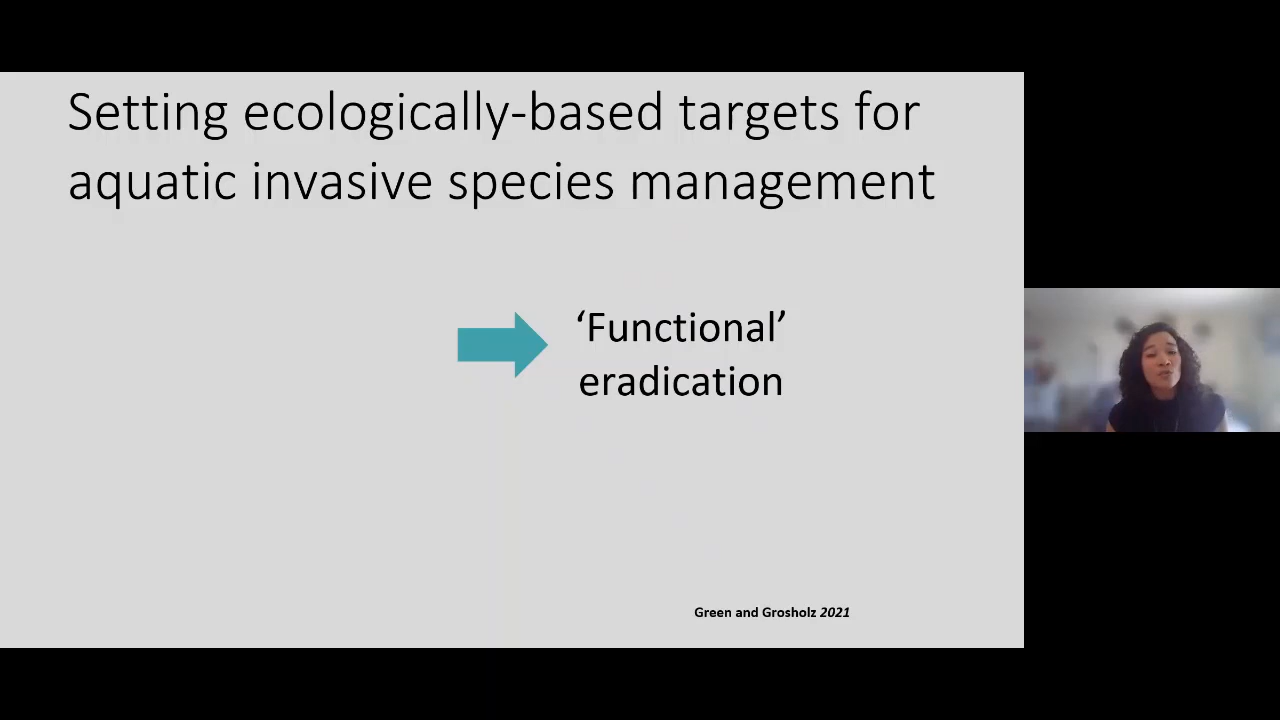 Setting ecologically-based targets for
aquatic invasive species management
‘Functional’
eradication
Green and Grosholz 2021